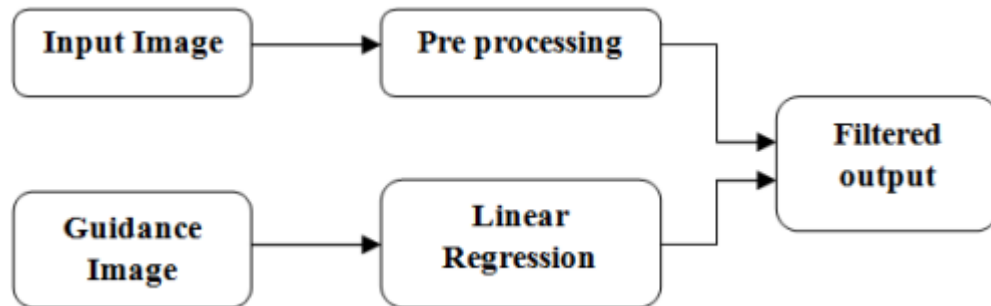 Input Image
Pre processing
Filtered
output
Guidance
Image
Linear
Regression